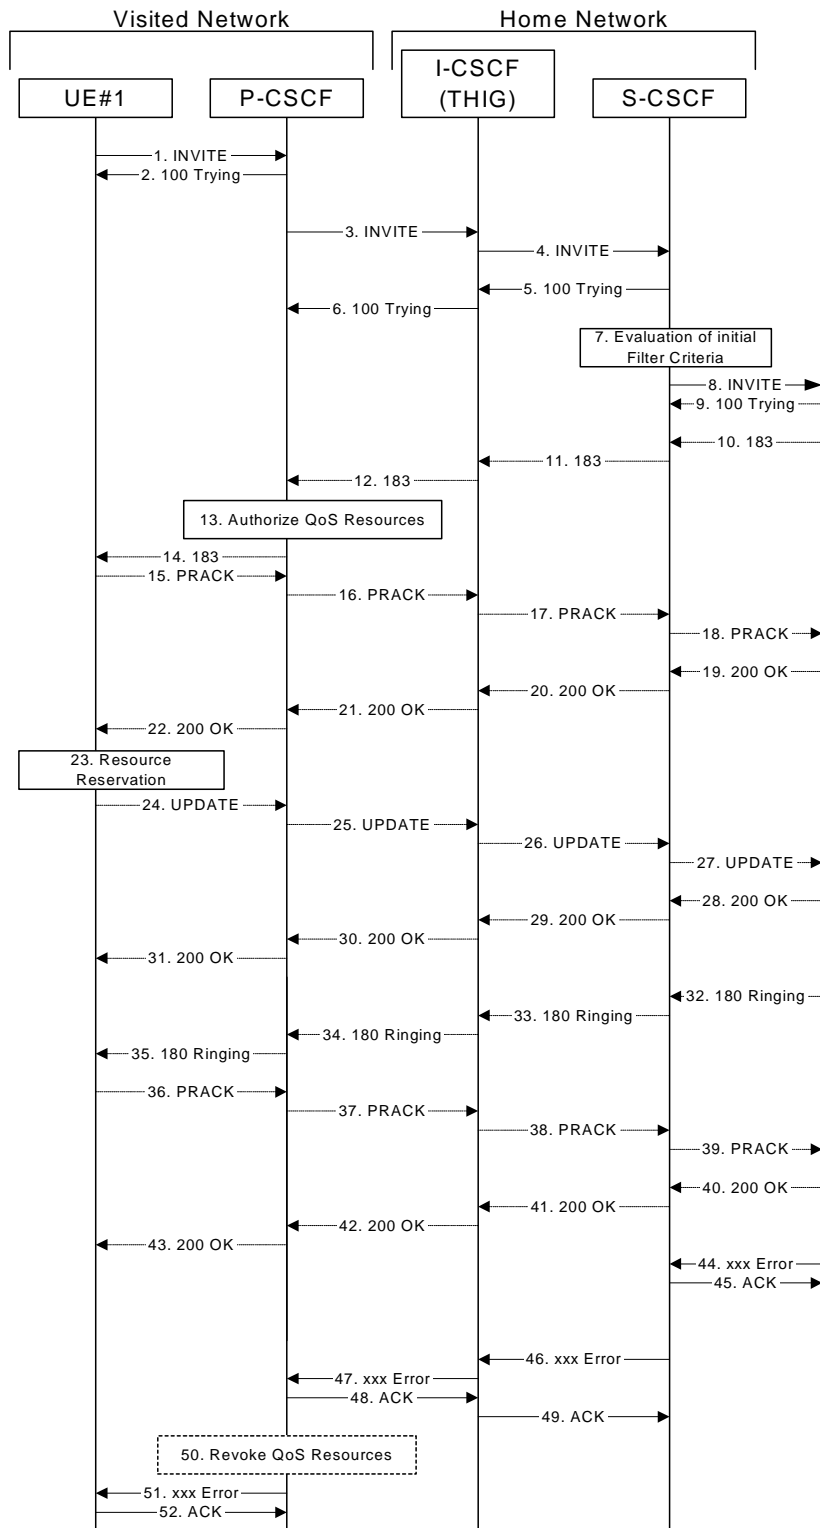 Visited Network
Home Network
UE#1
P-CSCF
I-CSCF
(THIG)
S-CSCF
1. INVITE
2. 100 Trying
3. INVITE
4. INVITE
5. 100 Trying
6. 100 Trying
7. Evaluation of initial
Filter Criteria
8. INVITE
9. 100 Trying
10. 183
11. 183
12. 183
13. Authorize QoS Resources
14. 183
15. PRACK
16. PRACK
17. PRACK
18. PRACK
19. 200 OK
20. 200 OK
21. 200 OK
22. 200 OK
23. Resource
Reservation
24. UPDATE
25. UPDATE
26. UPDATE
27. UPDATE
28. 200 OK
29. 200 OK
30. 200 OK
31. 200 OK
32. 180 Ringing
33. 180 Ringing
34. 180 Ringing
35. 180 Ringing
36. PRACK
37. PRACK
38. PRACK
39. PRACK
40. 200 OK
41. 200 OK
42. 200 OK
43. 200 OK
44. xxx Error
45. ACK
46. xxx Error
47. xxx Error
48. ACK
49. ACK
50. Revoke QoS Resources
51. xxx Error
52. ACK